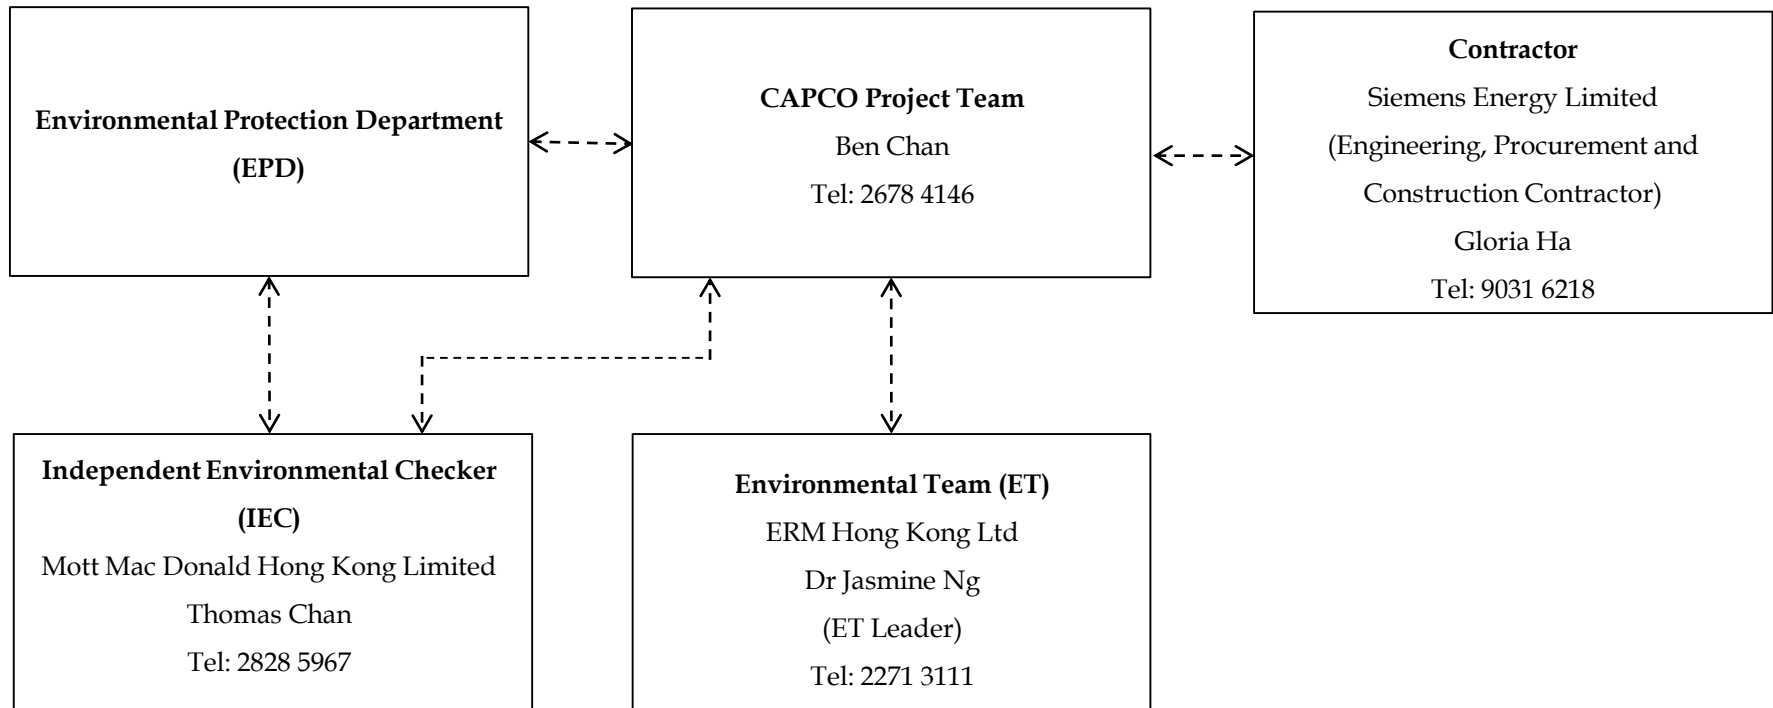 Environmental Protection Department
(EPD)
CAPCO Project Team
Ben Chan
Tel: 2678 4146
Contractor
Siemens Energy Limited
(Engineering, Procurement and
Construction Contractor)
Gloria Ha
Tel: 9031 6218
Independent Environmental Checker
(IEC)
Mott Mac Donald Hong Kong Limited
Thomas Chan
Tel: 2828 5967
Environmental Team (ET)
ERM Hong Kong Ltd
Dr Jasmine Ng
(ET Leader)
Tel: 2271 3111